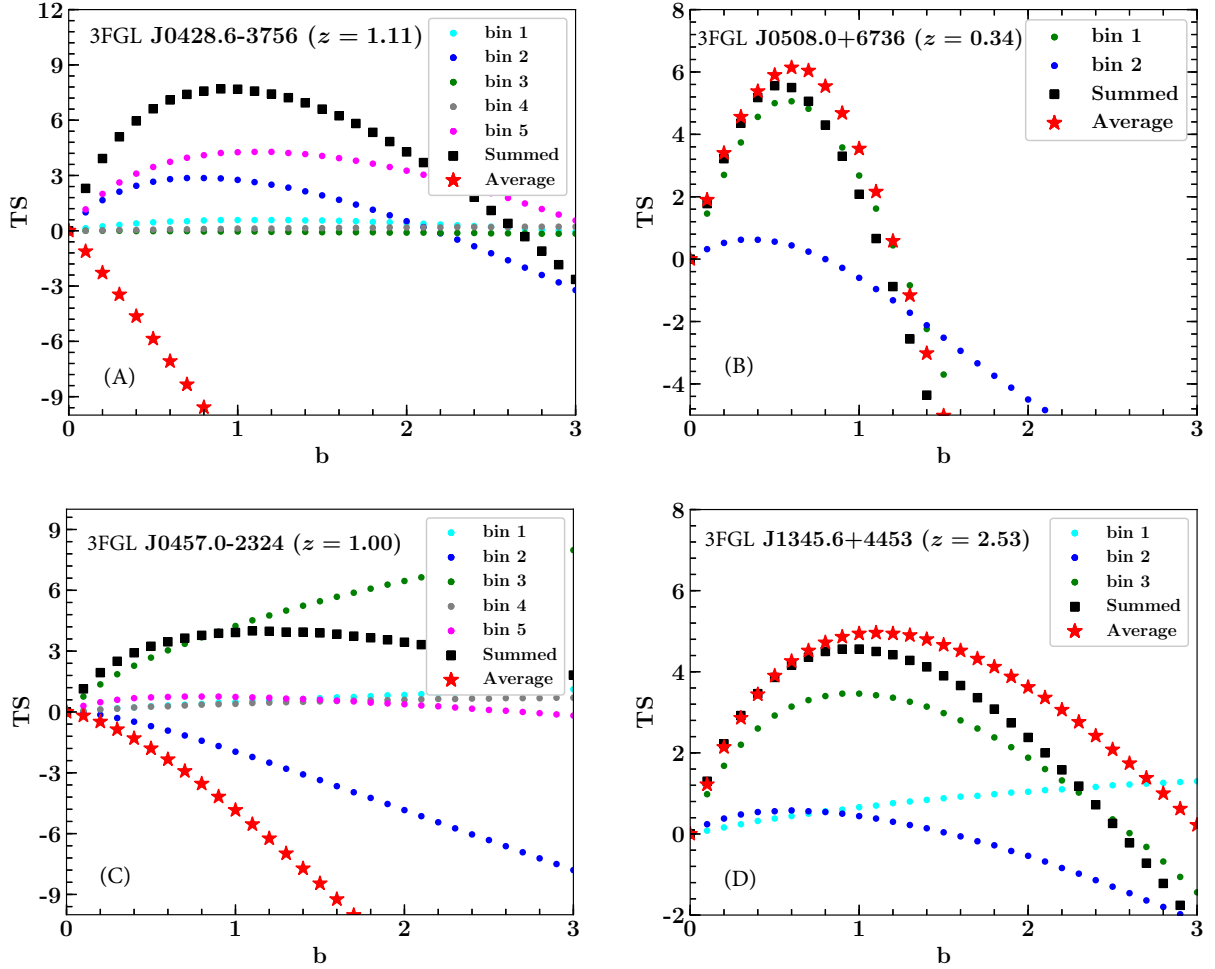 3FGL J0428.6-3756 (z = 1.11)
bin 1
bin 2
bin 3
bin 4
bin 5
Summed
Average
12
9
6
3
0
-3
-6
-9
TS
(A)
0
1
2
3
b
3FGL J0508.0+6736 (z = 0.34)
bin 1
bin 2
Summed
Average
8
6
4
2
0
-2
-4
TS
(B)
0
1
2
3
b
3FGL J0457.0-2324 (z = 1.00)
bin 1
bin 2
bin 3
bin 4
bin 5
Summed
Average
9
6
3
0
-3
-6
-9
TS
(C)
0
1
2
3
b
3FGL J1345.6+4453 (z = 2.53)
bin 1
bin 2
bin 3
Summed
Average
8
6
4
2
0
-2
TS
(D)
0
1
2
3
b